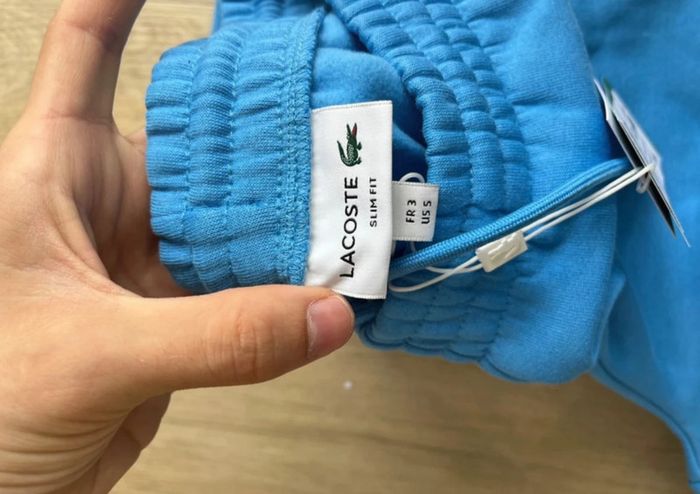 LACOSTE
SLIM FIT
FR 3
US S